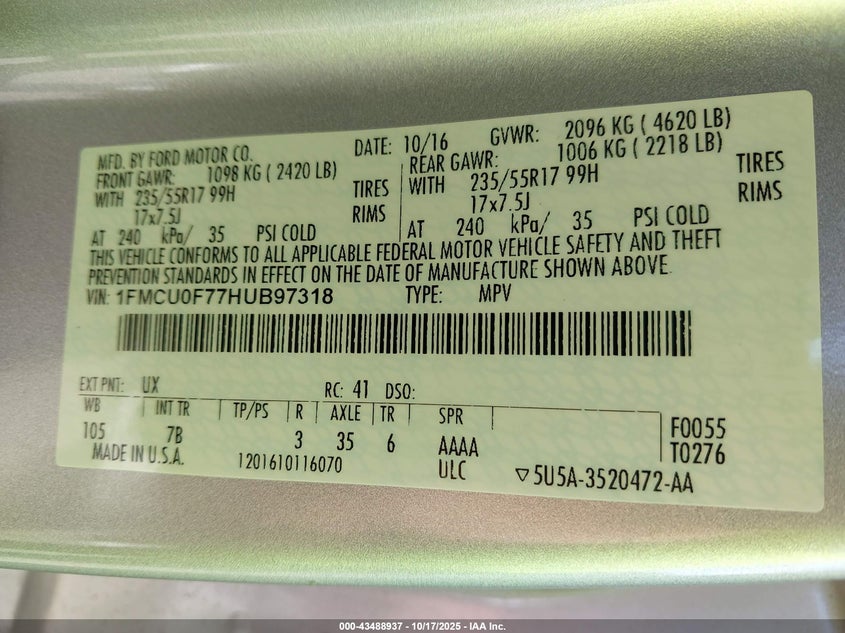 MFD. BY FORD MOTOR CO. DATE: 10/16 GVWR: 2096 KG ( 4620 LB)
FRONT GAWR: 1098 KG ( 2420 LB) REAR GAWR: 1006 KG ( 2218 LB)
WITH 235/55R17 99H TIRES WITH 235/55R17 99H TIRES
17x7.5J RIMS 17x7.5J RIMS
AT 240 kPa/ 35 PSI COLD AT 240 kPa/ 35 PSI COLD
THIS VEHICLE CONFORMS TO ALL APPLICABLE FEDERAL MOTOR VEHICLE SAFETY AND THEFT
PREVENTION STANDARDS IN EFFECT ON THE DATE OF MANUFACTURE SHOWN ABOVE.
VIN: 1FMCU0F77HUB97318 TYPE: MPV
EXT PNT: UX RC: 41 DSO:
WB INT TR TP/PS R AXLE TR SPR
105 7B 3 35 6 AAAA F0055
MADE IN U.S.A. 1201610116070 ULC T0276
▽5U5A-3520472-AA
000-43488937 - 10/17/2025 - IAA Inc.